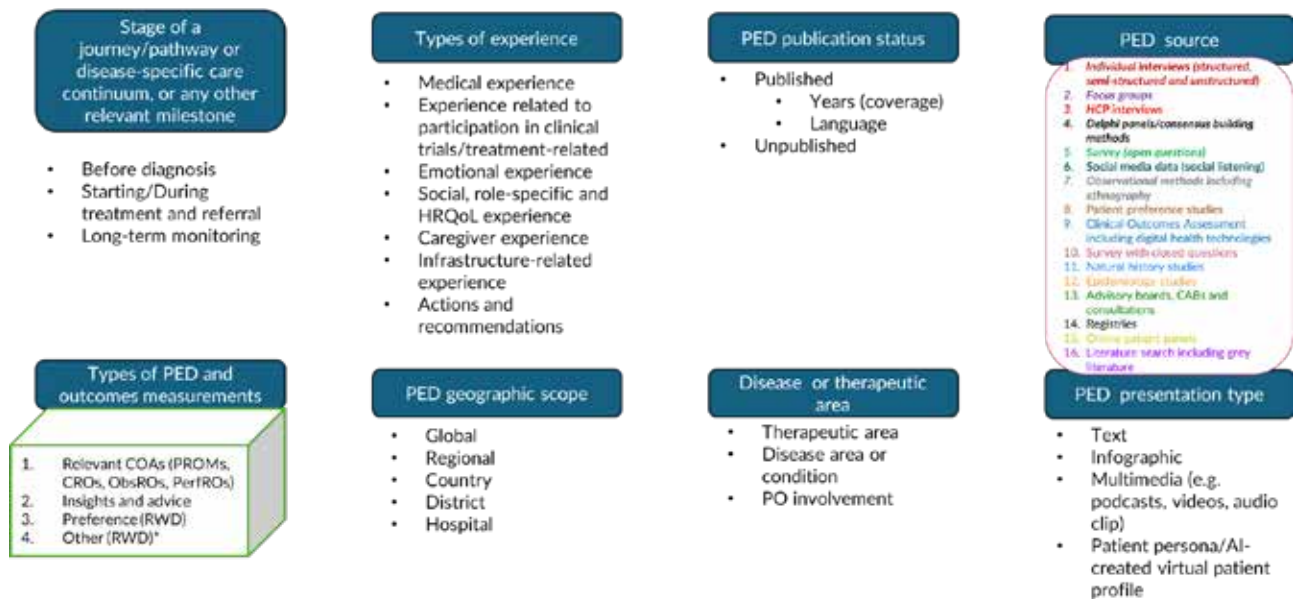 Stage of a
journey/pathway or
disease-specific care
continuum, or any other
relevant milestone
• Before diagnosis
• Starting/During
treatment and referral
• Long-term monitoring
Types of experience
• Medical experience
• Experience related to
participation in clinical
trials/treatment-related
• Emotional experience
• Social, role-specific and
HRQoL experience
• Caregiver experience
• Infrastructure-related
experience
• Actions and
recommendations
PED publication status
• Published
• Years (coverage)
• Language
• Unpublished
PED source
1. Individual interviews (structured,
semi-structured and unstructured)
2. Focus groups
3. HCP interviews
4. Delphi panels/consensus building
methods
5. Survey (open questions)
6. Social media data (social listening)
7. Observational methods including
ethnography
8. Patient preference studies
9. Clinical Outcomes Assessment
including digital health technologies
10. Survey with closed questions
11. Natural history studies
12. Epidemiology studies
13. Advisory boards, CABs and
consultations
14. Registries
15. Online patient panels
16. Literature search including grey
literature
Types of PED and
outcomes measurements
1. Relevant COAs (PROMs,
CROs, ObsROs, PerfROs)
2. Insights and advice
3. Preference (RWD)
4. Other (RWD)*
PED geographic scope
• Global
• Regional
• Country
• District
• Hospital
Disease or therapeutic
area
• Therapeutic area
• Disease area or
condition
• PO involvement
PED presentation type
• Text
• Infographic
• Multimedia (e.g.
podcasts, videos, audio
clip)
• Patient persona/AI-
created virtual patient
profile